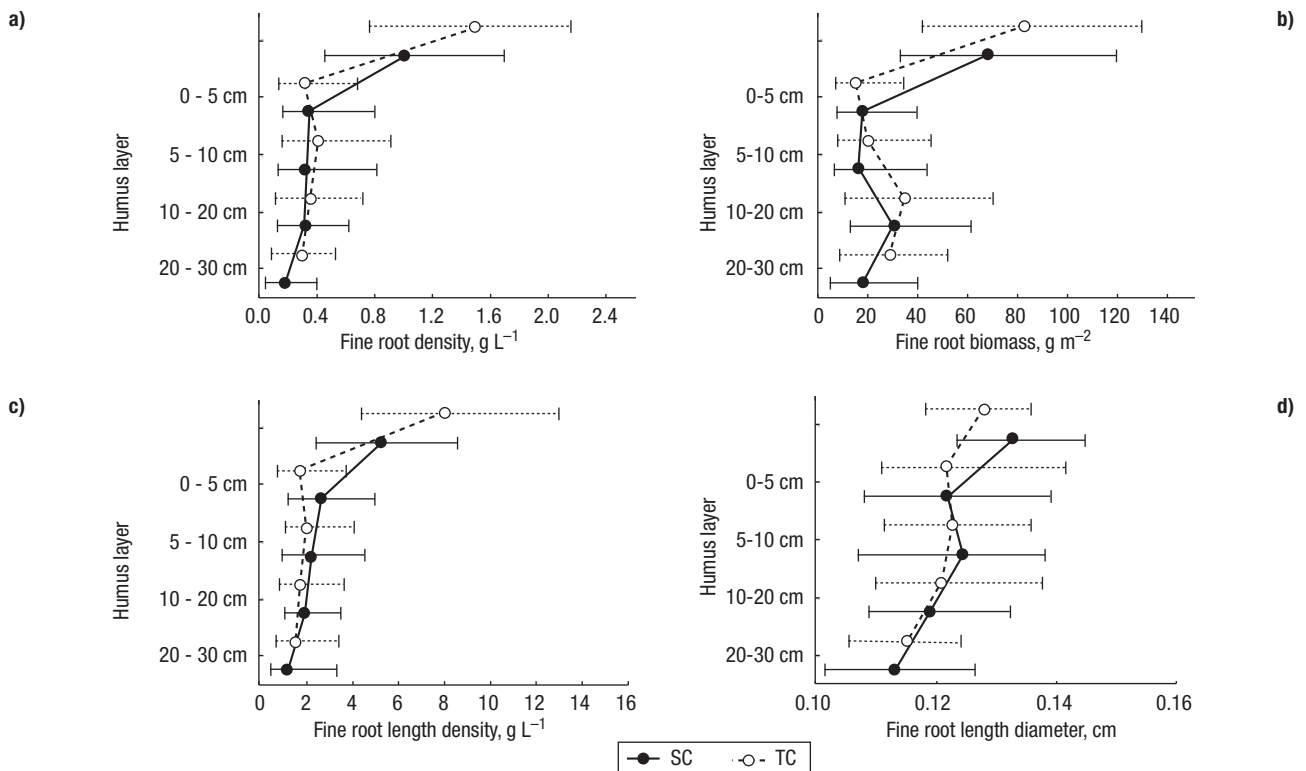 a)
Humus layer
0 - 5 cm
5 - 10 cm
10 - 20 cm
20 - 30 cm
0.0 0.4 0.8 1.2 1.6 2.0 2.4
Fine root density, g L–1
b)
Humus layer
0-5 cm
5-10 cm
10-20 cm
20-30 cm
0 20 40 60 80 100 120 140
Fine root biomass, g m–2
c)
Humus layer
0 - 5 cm
5 - 10 cm
10 - 20 cm
20 - 30 cm
0 2 4 6 8 10 12 14 16
Fine root length density, g L–1
d)
Humus layer
0-5 cm
5-10 cm
10-20 cm
20-30 cm
0.10 0.12 0.14 0.16
Fine root length diameter, cm
SC TC